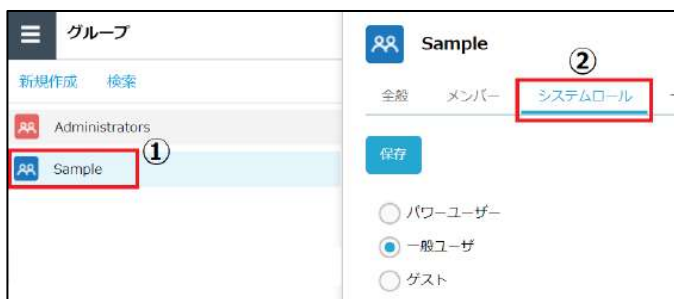 グループ
新規作成 検索
Administrators
①
Sample
Sample
②
全般 メンバー システムロール
保存
パワーユーザー
一般ユーザ
ゲスト